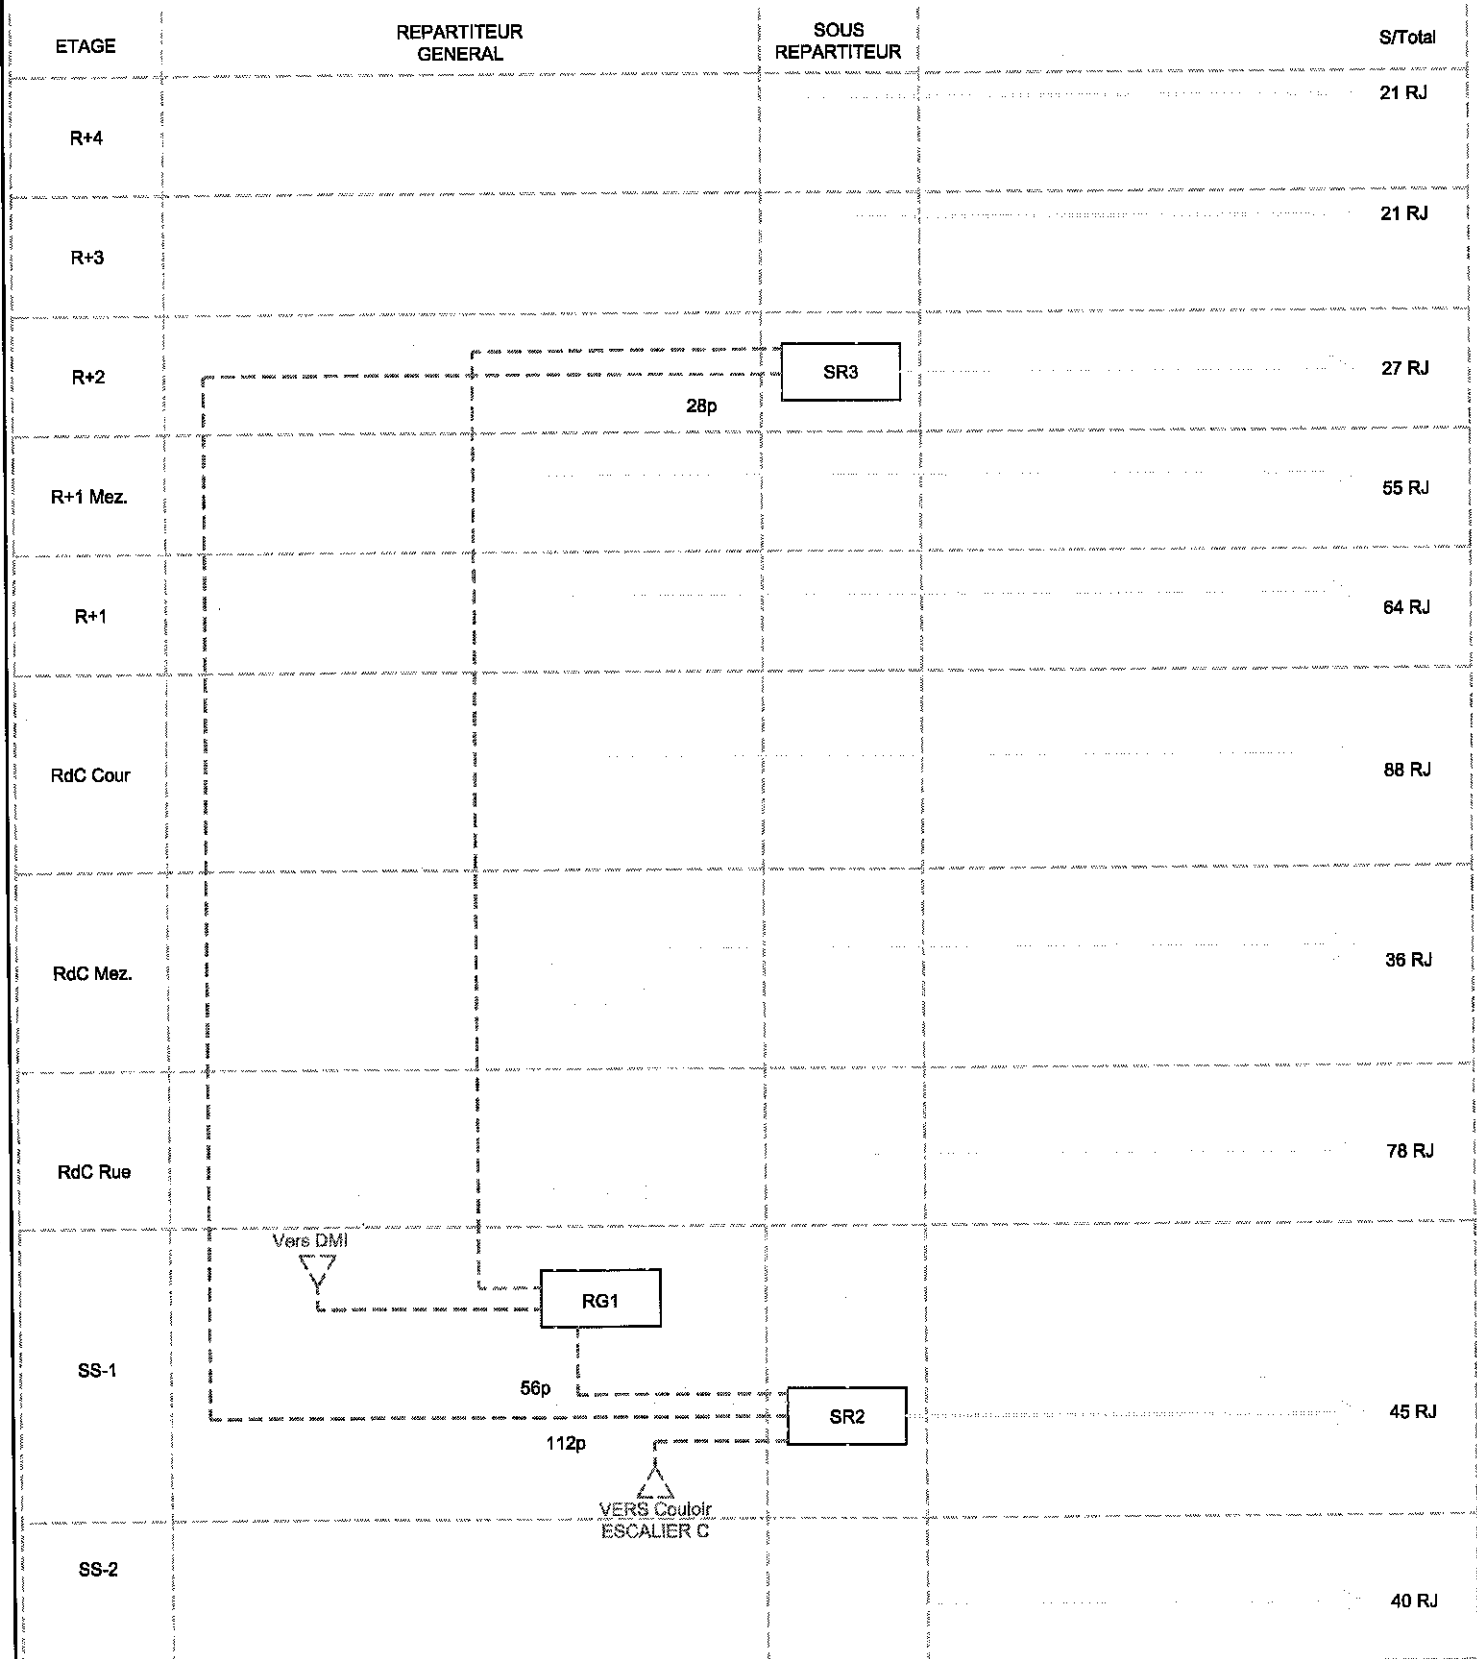 ETAGE
REPARTITEUR
GENERAL
SOUS
REPARTITEUR
S/Total
R+4
21 RJ
R+3
21 RJ
R+2
SR3
27 RJ
28p
R+1 Mez.
55 RJ
R+1
64 RJ
RdC Cour
88 RJ
RdC Mez.
36 RJ
RdC Rue
78 RJ
Vers DMI
RG1
SS-1
56p
SR2
45 RJ
112p
VERS Couloir
ESCALIER C
SS-2
40 RJ